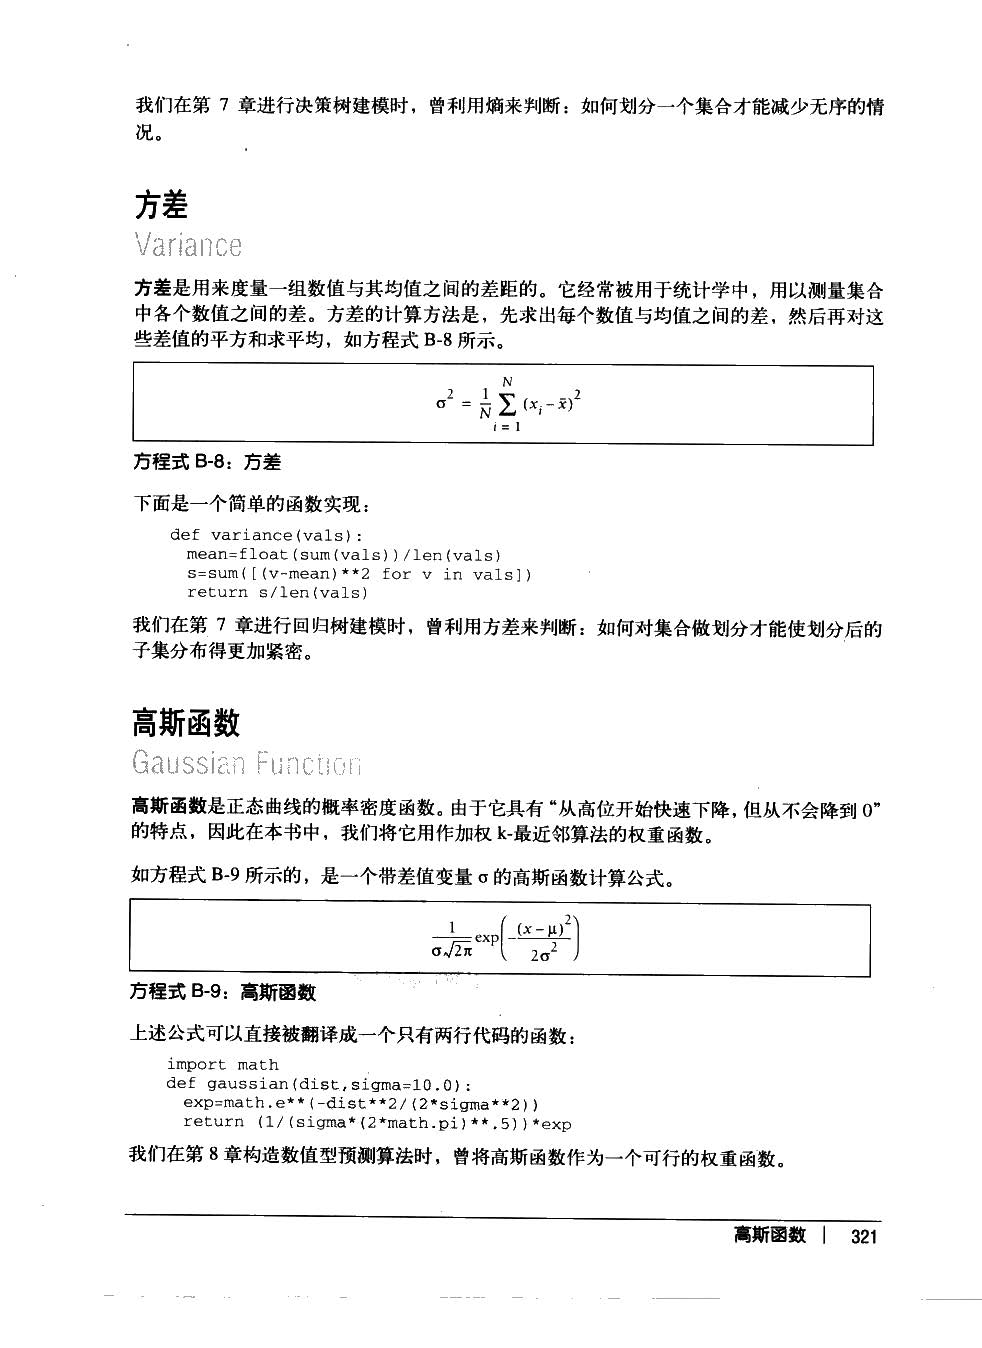 我们在第 7 章进行决策树建模时，曾利用熵来判断：如何划分一个集合才能减少无序的情
况。
方差
Variance
方差是用来度量一组数值与其均值之间的差距的。它经常被用于统计学中，用以测量集合
中各个数值之间的差。方差的计算方法是，先求出每个数值与均值之间的差，然后再对这
些差值的平方和求平均，如方程式 B-8 所示。
σ² = 1/N ∑_{i = 1}^{N} (x_i – x̄)²
方程式 B-8：方差
下面是一个简单的函数实现：
def variance(vals):
  mean=float(sum(vals))/len(vals)
  s=sum([(v-mean)**2 for v in vals])
  return s/len(vals)
我们在第 7 章进行回归树建模时，曾利用方差来判断：如何对集合做划分才能使划分后的
子集分布得更加紧密。
高斯函数
Gaussian Function
高斯函数是正态曲线的概率密度函数。由于它具有“从高位开始快速下降，但从不会降到 0”
的特点，因此在本书中，我们将它用作加权 k-最近邻算法的权重函数。
如方程式 B-9 所示的，是一个带差值变量 σ 的高斯函数计算公式。
1/(σ√2π) exp(–(x – μ)²/2σ²)
方程式 B-9：高斯函数
上述公式可以直接被翻译成一个只有两行代码的函数：
import math
def gaussian(dist,sigma=10.0):
  exp=math.e**(-dist**2/(2*sigma**2))
  return (1/(sigma*(2*math.pi)**.5))*exp
我们在第 8 章构造数值型预测算法时，曾将高斯函数作为一个可行的权重函数。
高斯函数 | 321